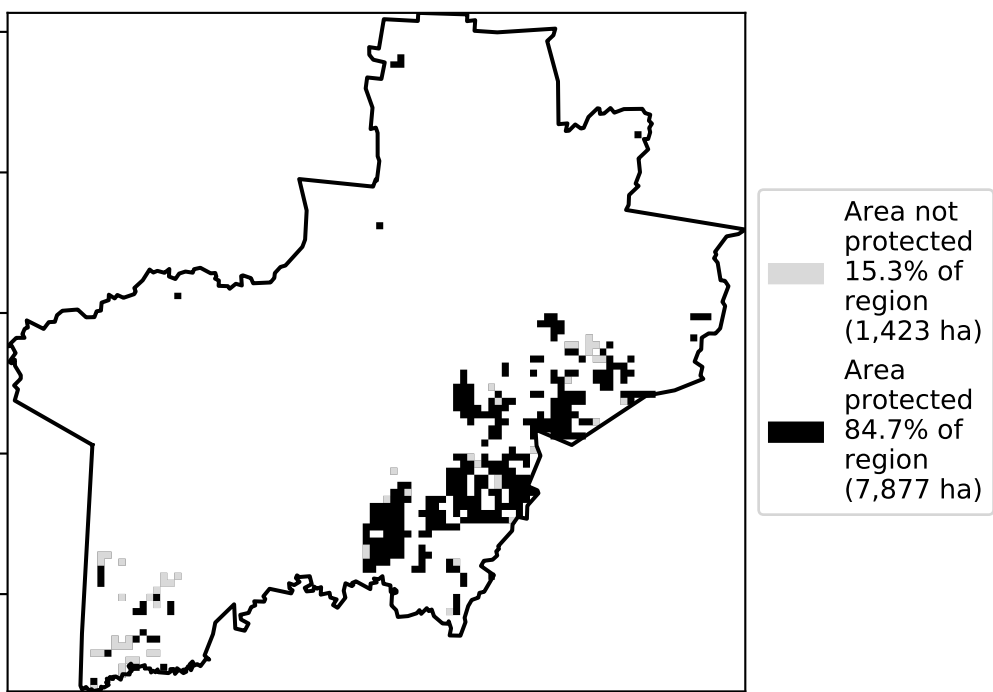 Area not
protected
15.3% of
region
(1,423 ha)
Area
protected
84.7% of
region
(7,877 ha)